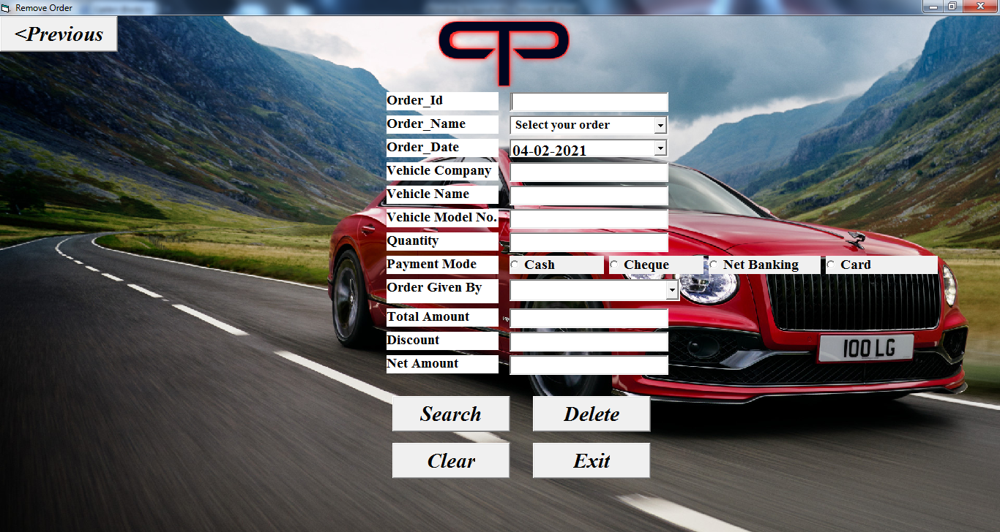 Remove Order
<Previous
Order_Id
Order_Name Select your order
Order_Date 04-02-2021
Vehicle Company
Vehicle Name
Vehicle Model No.
Quantity
Payment Mode Cash Cheque Net Banking Card
Order Given By
Total Amount
Discount
Net Amount
100 LG
Search Delete
Clear Exit